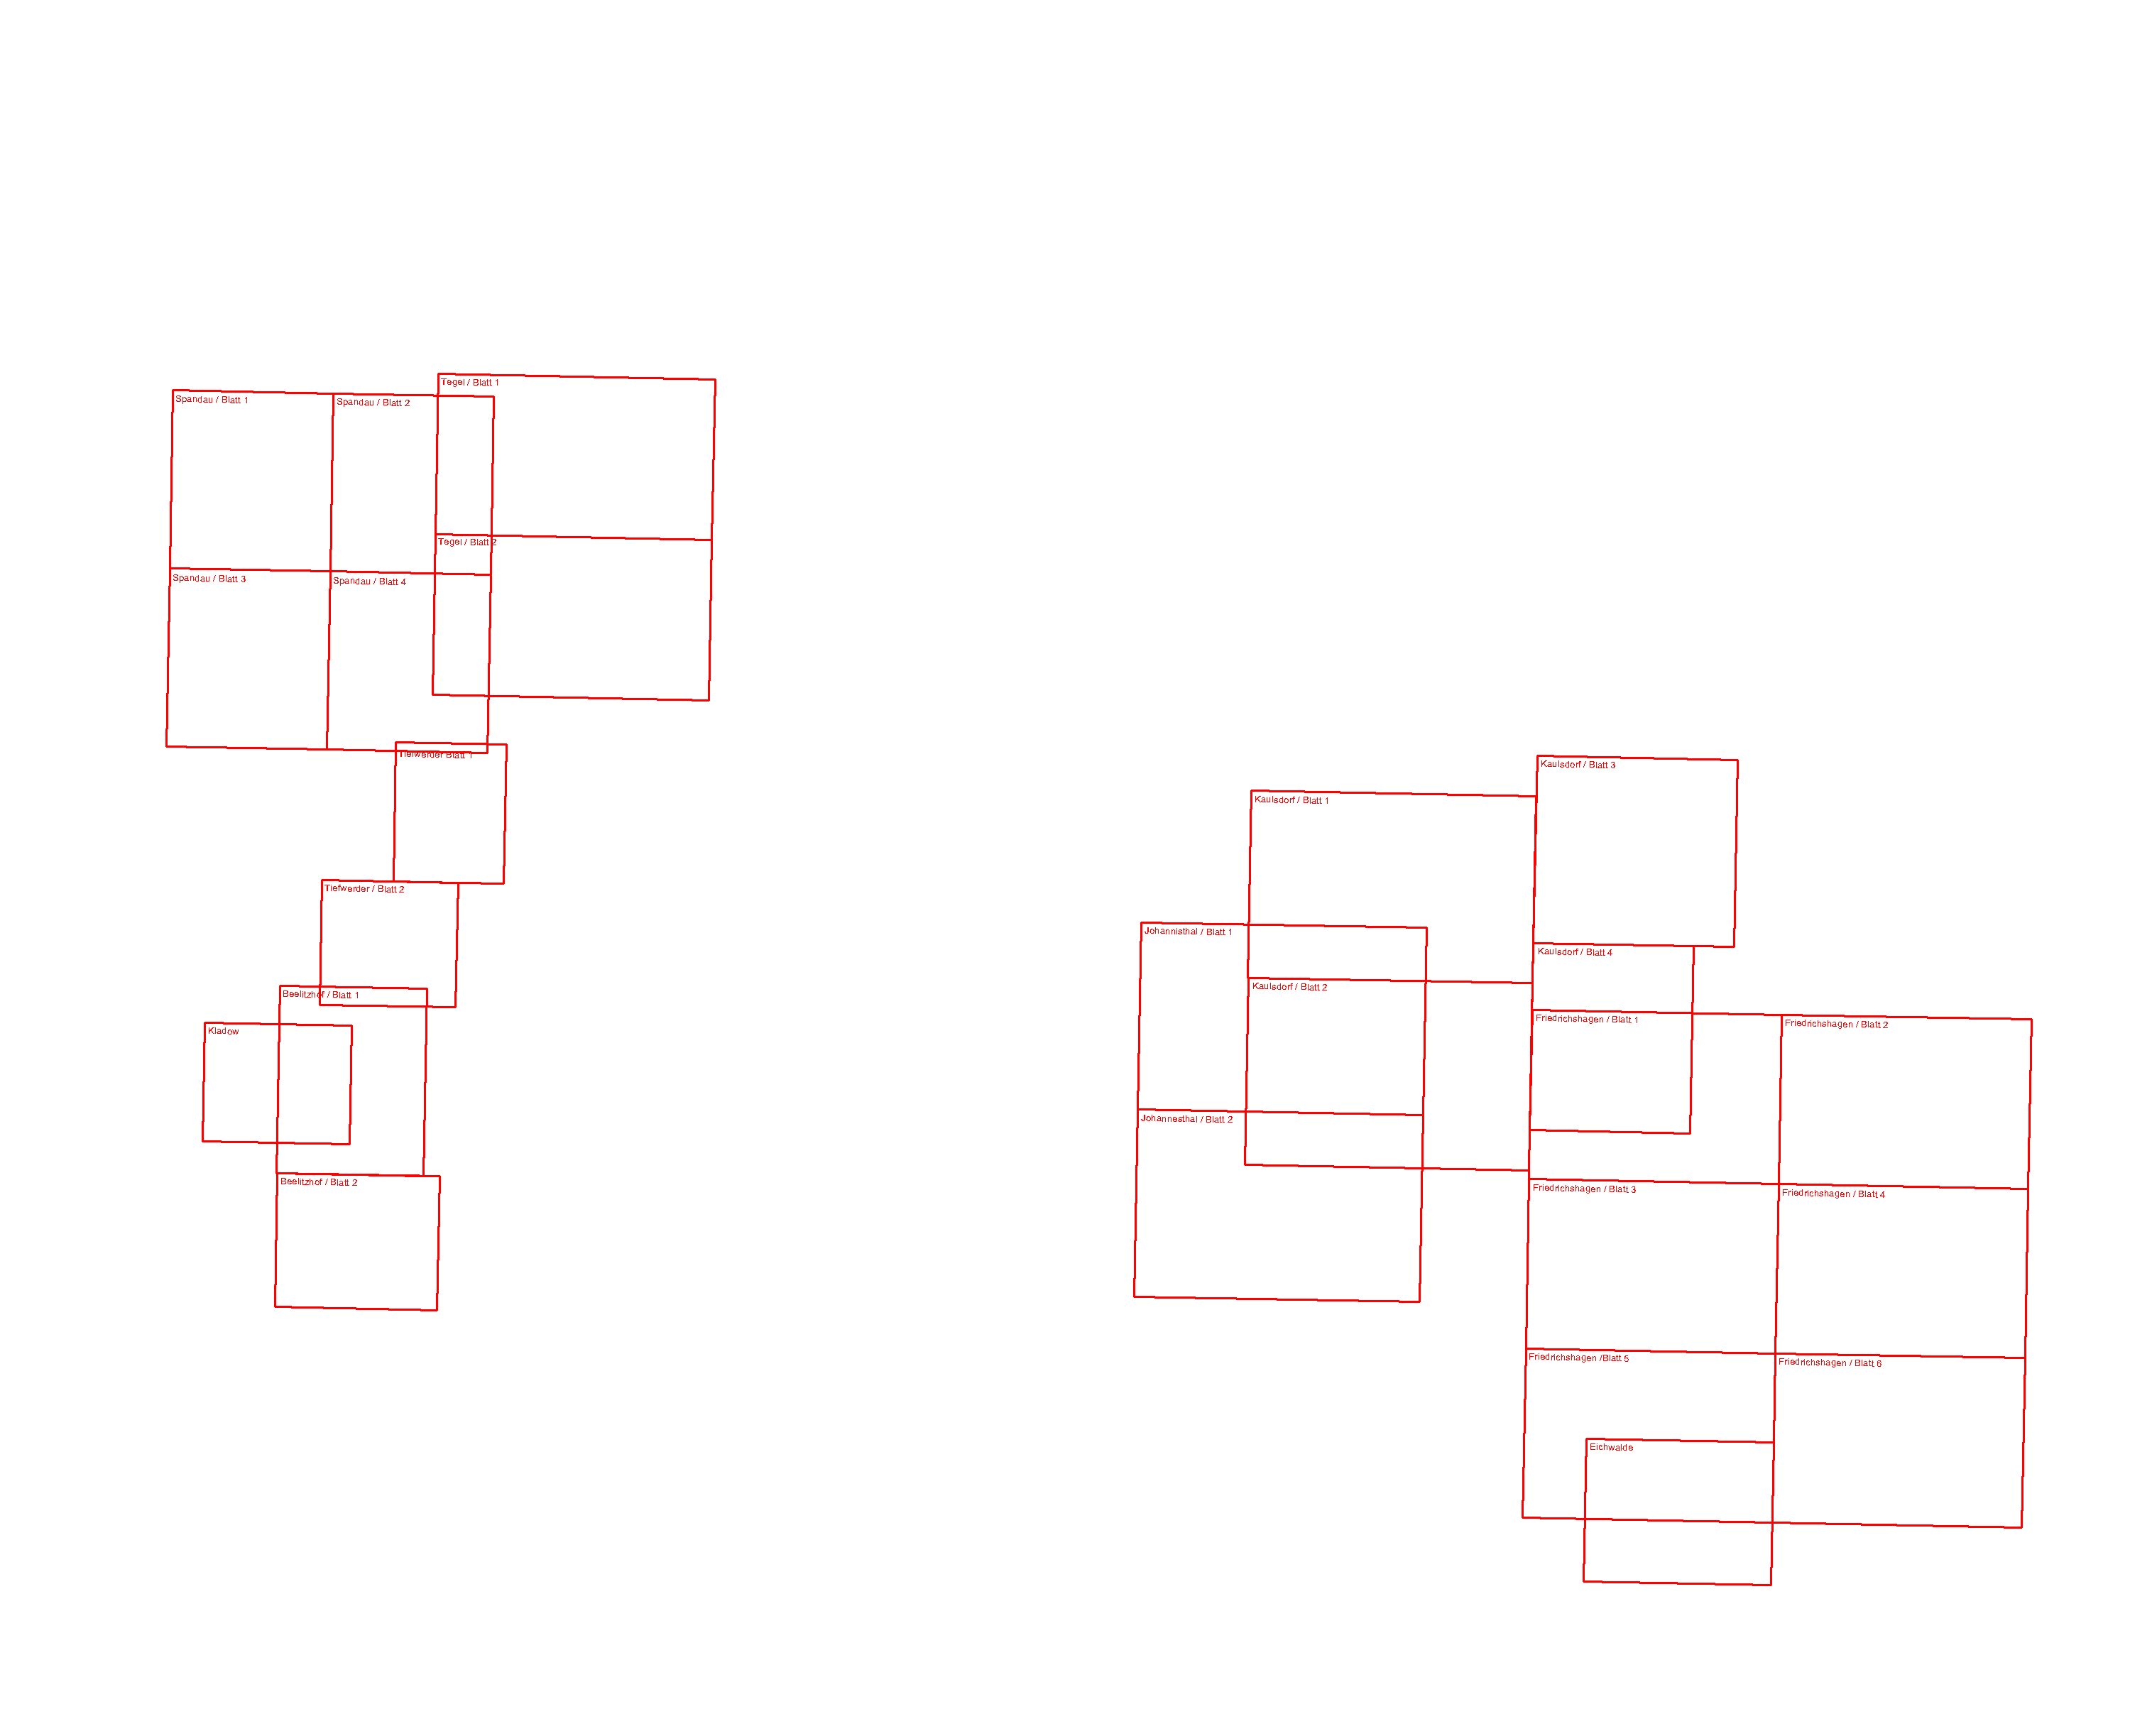 Tegel / Blatt 1
Spandau / Blatt 1
Spandau / Blatt 2
Tegel / Blatt 2
Spandau / Blatt 3
Spandau / Blatt 4
Tiefwerder Blatt 1
Kaulsdorf / Blatt 3
Kaulsdorf / Blatt 1
Tiefwerder / Blatt 2
Johannisthal / Blatt 1
Kaulsdorf / Blatt 4
Kaulsdorf / Blatt 2
Beelitzhof / Blatt 1
Friedrichshagen / Blatt 1
Friedrichshagen / Blatt 2
Kladow
Johannesthal / Blatt 2
Beelitzhof / Blatt 2
Friedrichshagen / Blatt 3
Friedrichshagen / Blatt 4
Friedrichshagen /Blatt 5
Friedrichshagen / Blatt 6
Eichwalde